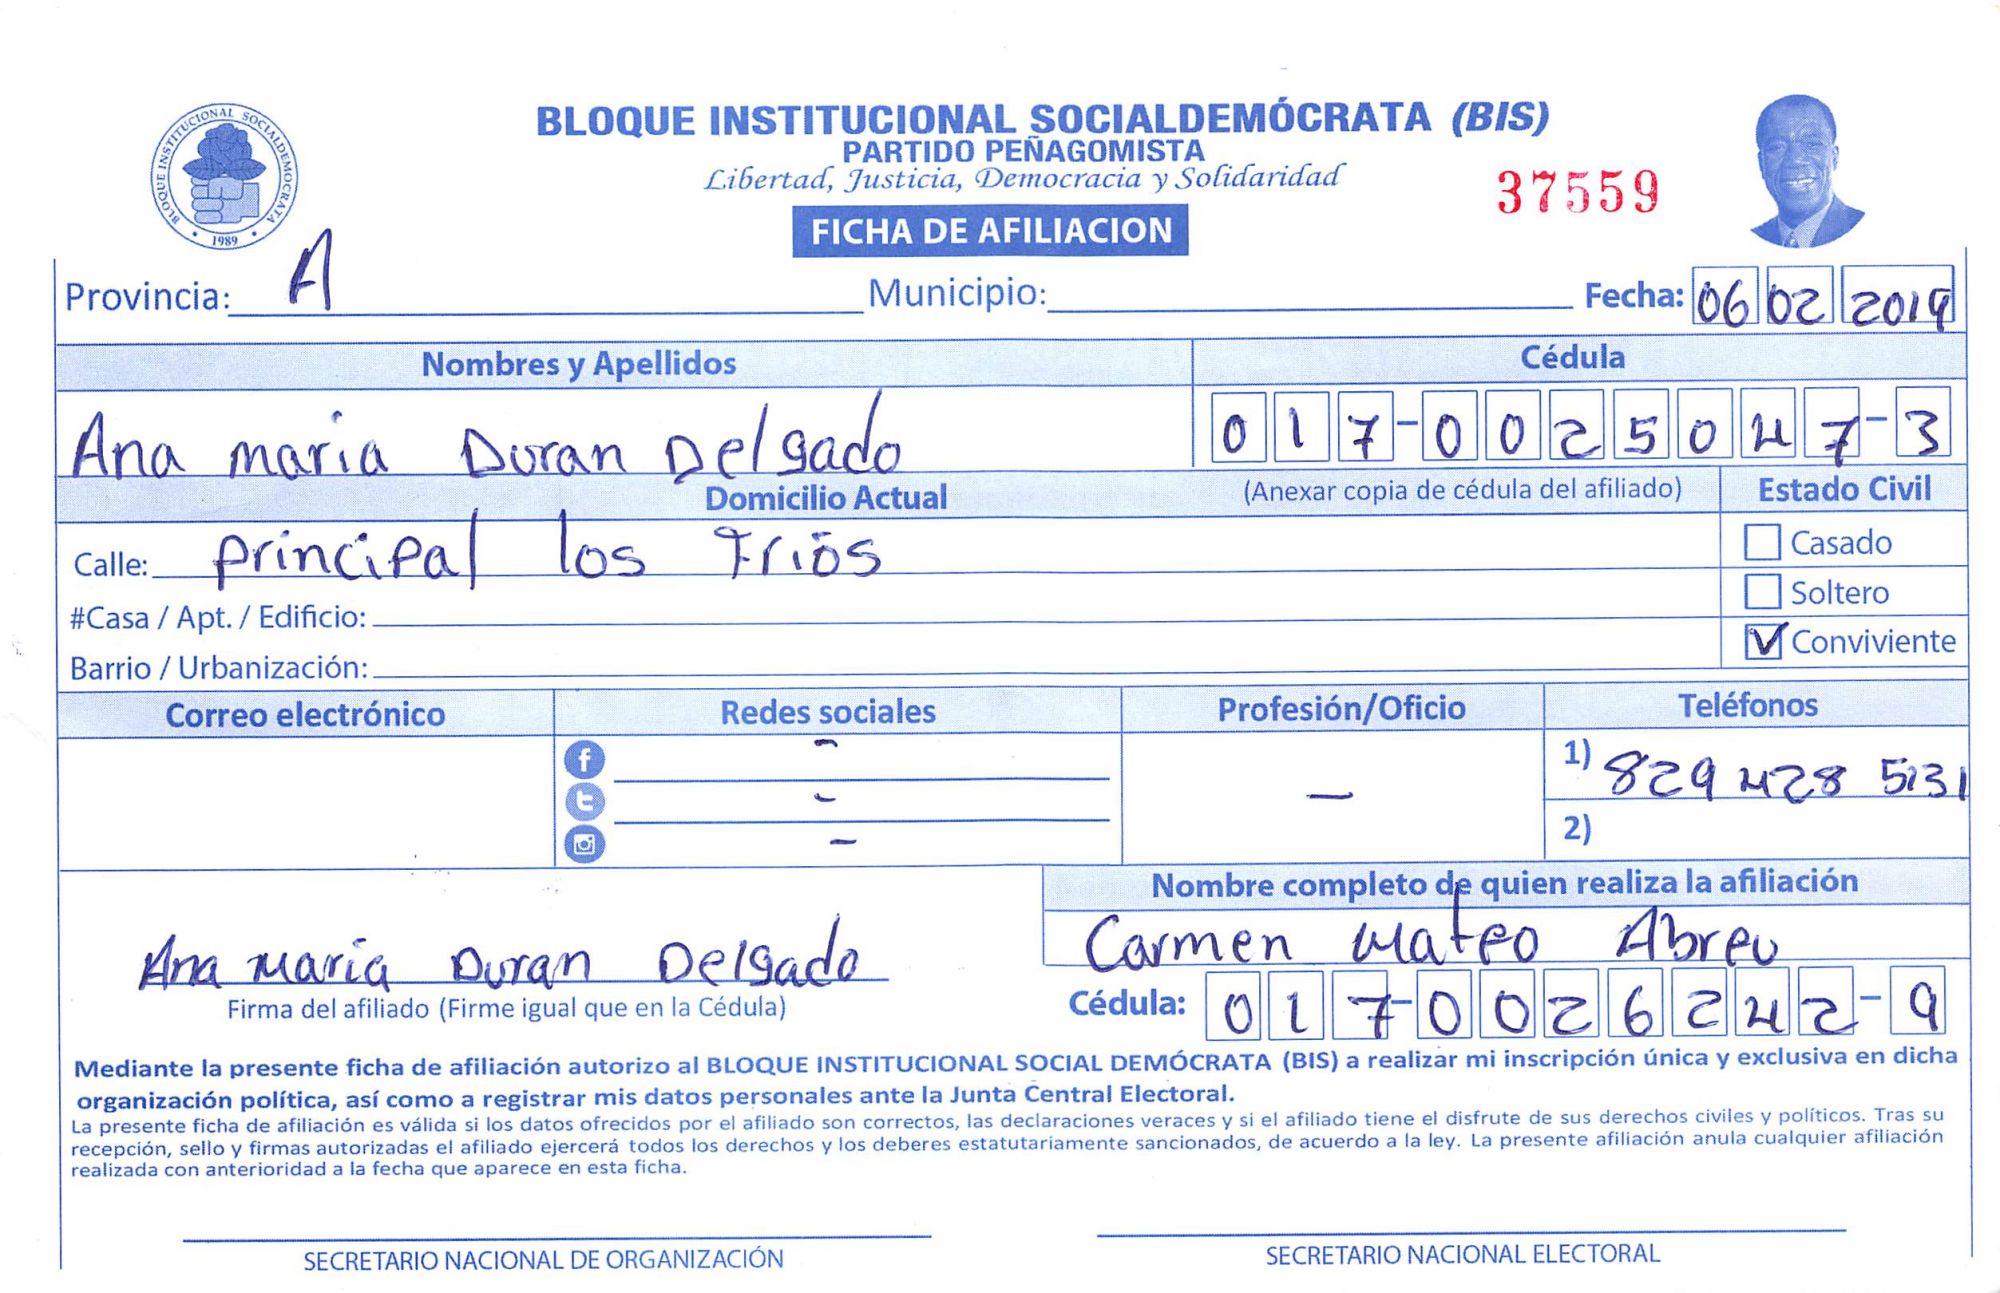 BLOQUE INSTITUCIONAL SOCIALDEMOCRATA
1989
BLOQUE INSTITUCIONAL SOCIALDEMÓCRATA (BIS)
PARTIDO PEÑAGOMISTA
Libertad, Justicia, Democracia y Solidaridad
37559
FICHA DE AFILIACION
Provincia: A Municipio: Fecha: 06 02 2019
Nombres y Apellidos Cédula
Ana maria Duran Delgado 017-0025047-3
Domicilio Actual (Anexar copia de cédula del afiliado) Estado Civil
Calle: principal los Frios Casado
#Casa / Apt. / Edificio: Soltero
Barrio / Urbanización: Conviviente
Correo electrónico Redes sociales Profesión/Oficio Teléfonos
- - 1) 829 428 5131
-
- 2)
Nombre completo de quien realiza la afiliación
Carmen Mateo Abreu
Ana Maria Duran Delgado
Firma del afiliado (Firme igual que en la Cédula) Cédula: 017-0026242-9
Mediante la presente ficha de afiliación autorizo al BLOQUE INSTITUCIONAL SOCIAL DEMÓCRATA (BIS) a realizar mi inscripción única y exclusiva en dicha
organización política, así como a registrar mis datos personales ante la Junta Central Electoral.
La presente ficha de afiliación es válida si los datos ofrecidos por el afiliado son correctos, las declaraciones veraces y si el afiliado tiene el disfrute de sus derechos civiles y políticos. Tras su
recepción, sello y firmas autorizadas el afiliado ejercerá todos los derechos y los deberes estatutariamente sancionados, de acuerdo a la ley. La presente afiliación anula cualquier afiliación
realizada con anterioridad a la fecha que aparece en esta ficha.
SECRETARIO NACIONAL DE ORGANIZACIÓN SECRETARIO NACIONAL ELECTORAL